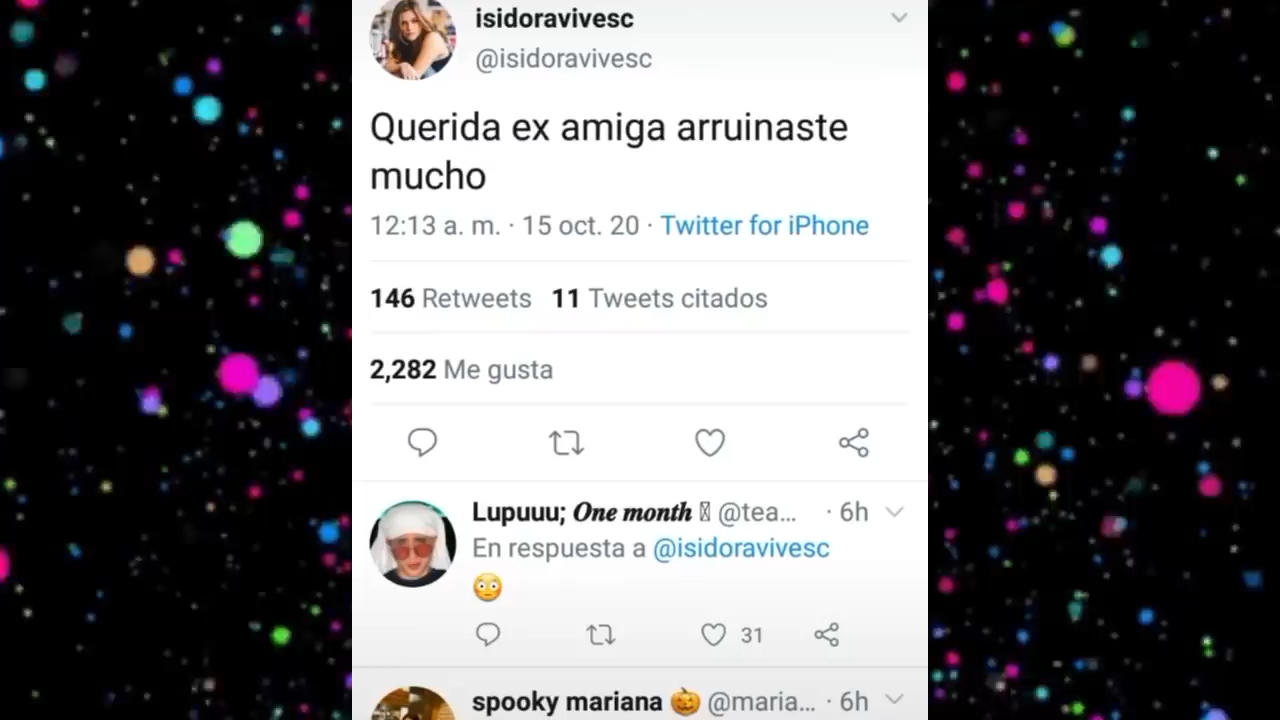 isidoravivesc
@isidoravivesc
Querida ex amiga arruinaste
mucho
12:13 a. m. · 15 oct. 20 · Twitter for iPhone
146 Retweets 11 Tweets citados
2,282 Me gusta
Lupuuu; 𝑶𝒏𝒆 𝒎𝒐𝒏𝒕𝒉 @tea... · 6h
En respuesta a @isidoravivesc
😳
31
spooky mariana 🎃 @maria... · 6h